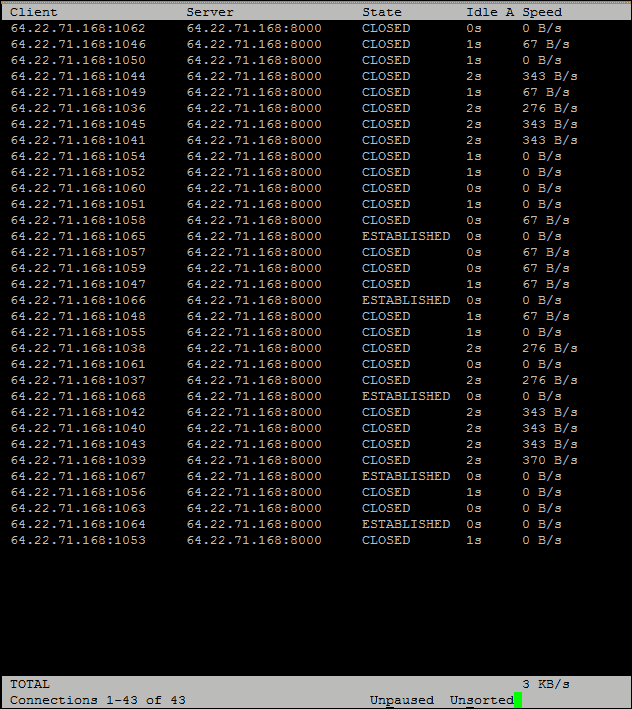 Client Server State Idle A Speed
64.22.71.168:1062 64.22.71.168:8000 CLOSED 0s 0 B/s
64.22.71.168:1046 64.22.71.168:8000 CLOSED 1s 67 B/s
64.22.71.168:1050 64.22.71.168:8000 CLOSED 1s 0 B/s
64.22.71.168:1044 64.22.71.168:8000 CLOSED 2s 343 B/s
64.22.71.168:1049 64.22.71.168:8000 CLOSED 1s 67 B/s
64.22.71.168:1036 64.22.71.168:8000 CLOSED 2s 276 B/s
64.22.71.168:1045 64.22.71.168:8000 CLOSED 2s 343 B/s
64.22.71.168:1041 64.22.71.168:8000 CLOSED 2s 343 B/s
64.22.71.168:1054 64.22.71.168:8000 CLOSED 1s 0 B/s
64.22.71.168:1052 64.22.71.168:8000 CLOSED 1s 0 B/s
64.22.71.168:1060 64.22.71.168:8000 CLOSED 0s 0 B/s
64.22.71.168:1051 64.22.71.168:8000 CLOSED 1s 0 B/s
64.22.71.168:1058 64.22.71.168:8000 CLOSED 0s 67 B/s
64.22.71.168:1065 64.22.71.168:8000 ESTABLISHED 0s 0 B/s
64.22.71.168:1057 64.22.71.168:8000 CLOSED 0s 67 B/s
64.22.71.168:1059 64.22.71.168:8000 CLOSED 0s 67 B/s
64.22.71.168:1047 64.22.71.168:8000 CLOSED 1s 67 B/s
64.22.71.168:1066 64.22.71.168:8000 ESTABLISHED 0s 0 B/s
64.22.71.168:1048 64.22.71.168:8000 CLOSED 1s 67 B/s
64.22.71.168:1055 64.22.71.168:8000 CLOSED 1s 0 B/s
64.22.71.168:1038 64.22.71.168:8000 CLOSED 2s 276 B/s
64.22.71.168:1061 64.22.71.168:8000 CLOSED 0s 0 B/s
64.22.71.168:1037 64.22.71.168:8000 CLOSED 2s 276 B/s
64.22.71.168:1068 64.22.71.168:8000 ESTABLISHED 0s 0 B/s
64.22.71.168:1042 64.22.71.168:8000 CLOSED 2s 343 B/s
64.22.71.168:1040 64.22.71.168:8000 CLOSED 2s 343 B/s
64.22.71.168:1043 64.22.71.168:8000 CLOSED 2s 343 B/s
64.22.71.168:1039 64.22.71.168:8000 CLOSED 2s 370 B/s
64.22.71.168:1067 64.22.71.168:8000 ESTABLISHED 0s 0 B/s
64.22.71.168:1056 64.22.71.168:8000 CLOSED 1s 0 B/s
64.22.71.168:1063 64.22.71.168:8000 CLOSED 0s 0 B/s
64.22.71.168:1064 64.22.71.168:8000 ESTABLISHED 0s 0 B/s
64.22.71.168:1053 64.22.71.168:8000 CLOSED 1s 0 B/s
TOTAL 3 KB/s
Connections 1-43 of 43 Unpaused Unsorted